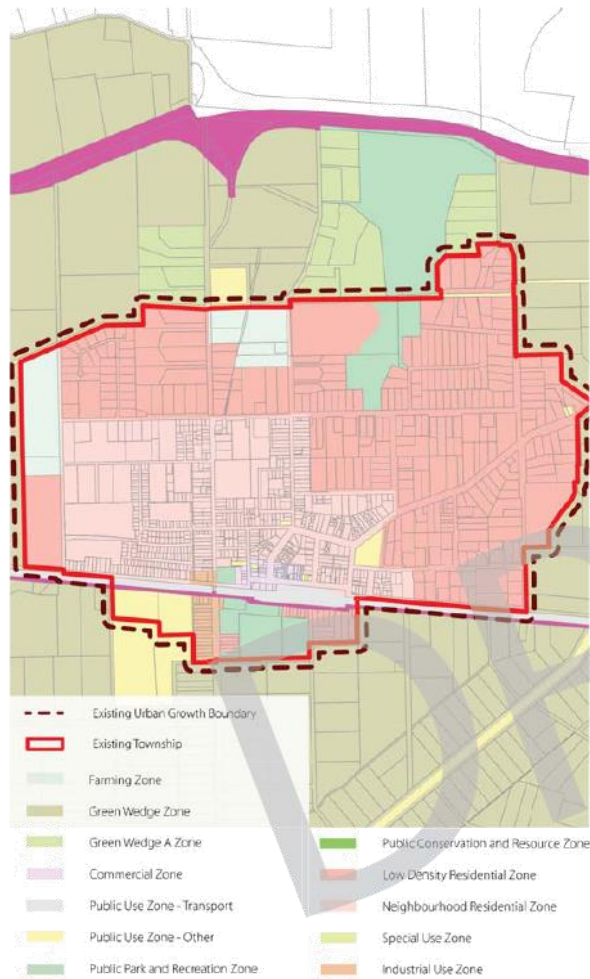 Existing Urban Growth Boundary
Existing Township
Farming Zone
Green Wedge Zone
Green Wedge A Zone
Commercial Zone
Public Use Zone - Transport
Public Use Zone - Other
Public Park and Recreation Zone
Public Conservation and Resource Zone
Low Density Residential Zone
Neighbourhood Residential Zone
Special Use Zone
Industrial Use Zone